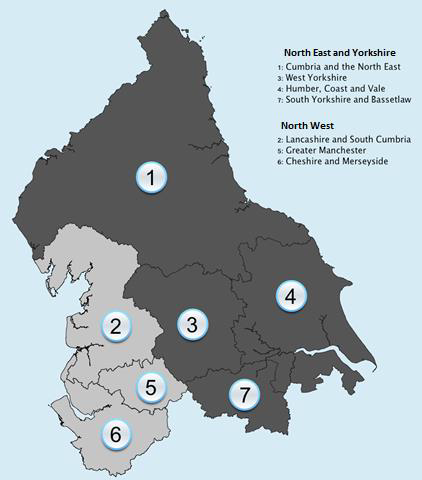 North East and Yorkshire
1: Cumbria and the North East
3: West Yorkshire
4: Humber, Coast and Vale
7: South Yorkshire and Bassetlaw
North West
2: Lancashire and South Cumbria
5: Greater Manchester
6: Cheshire and Merseyside
1
4
3
2
5
7
6